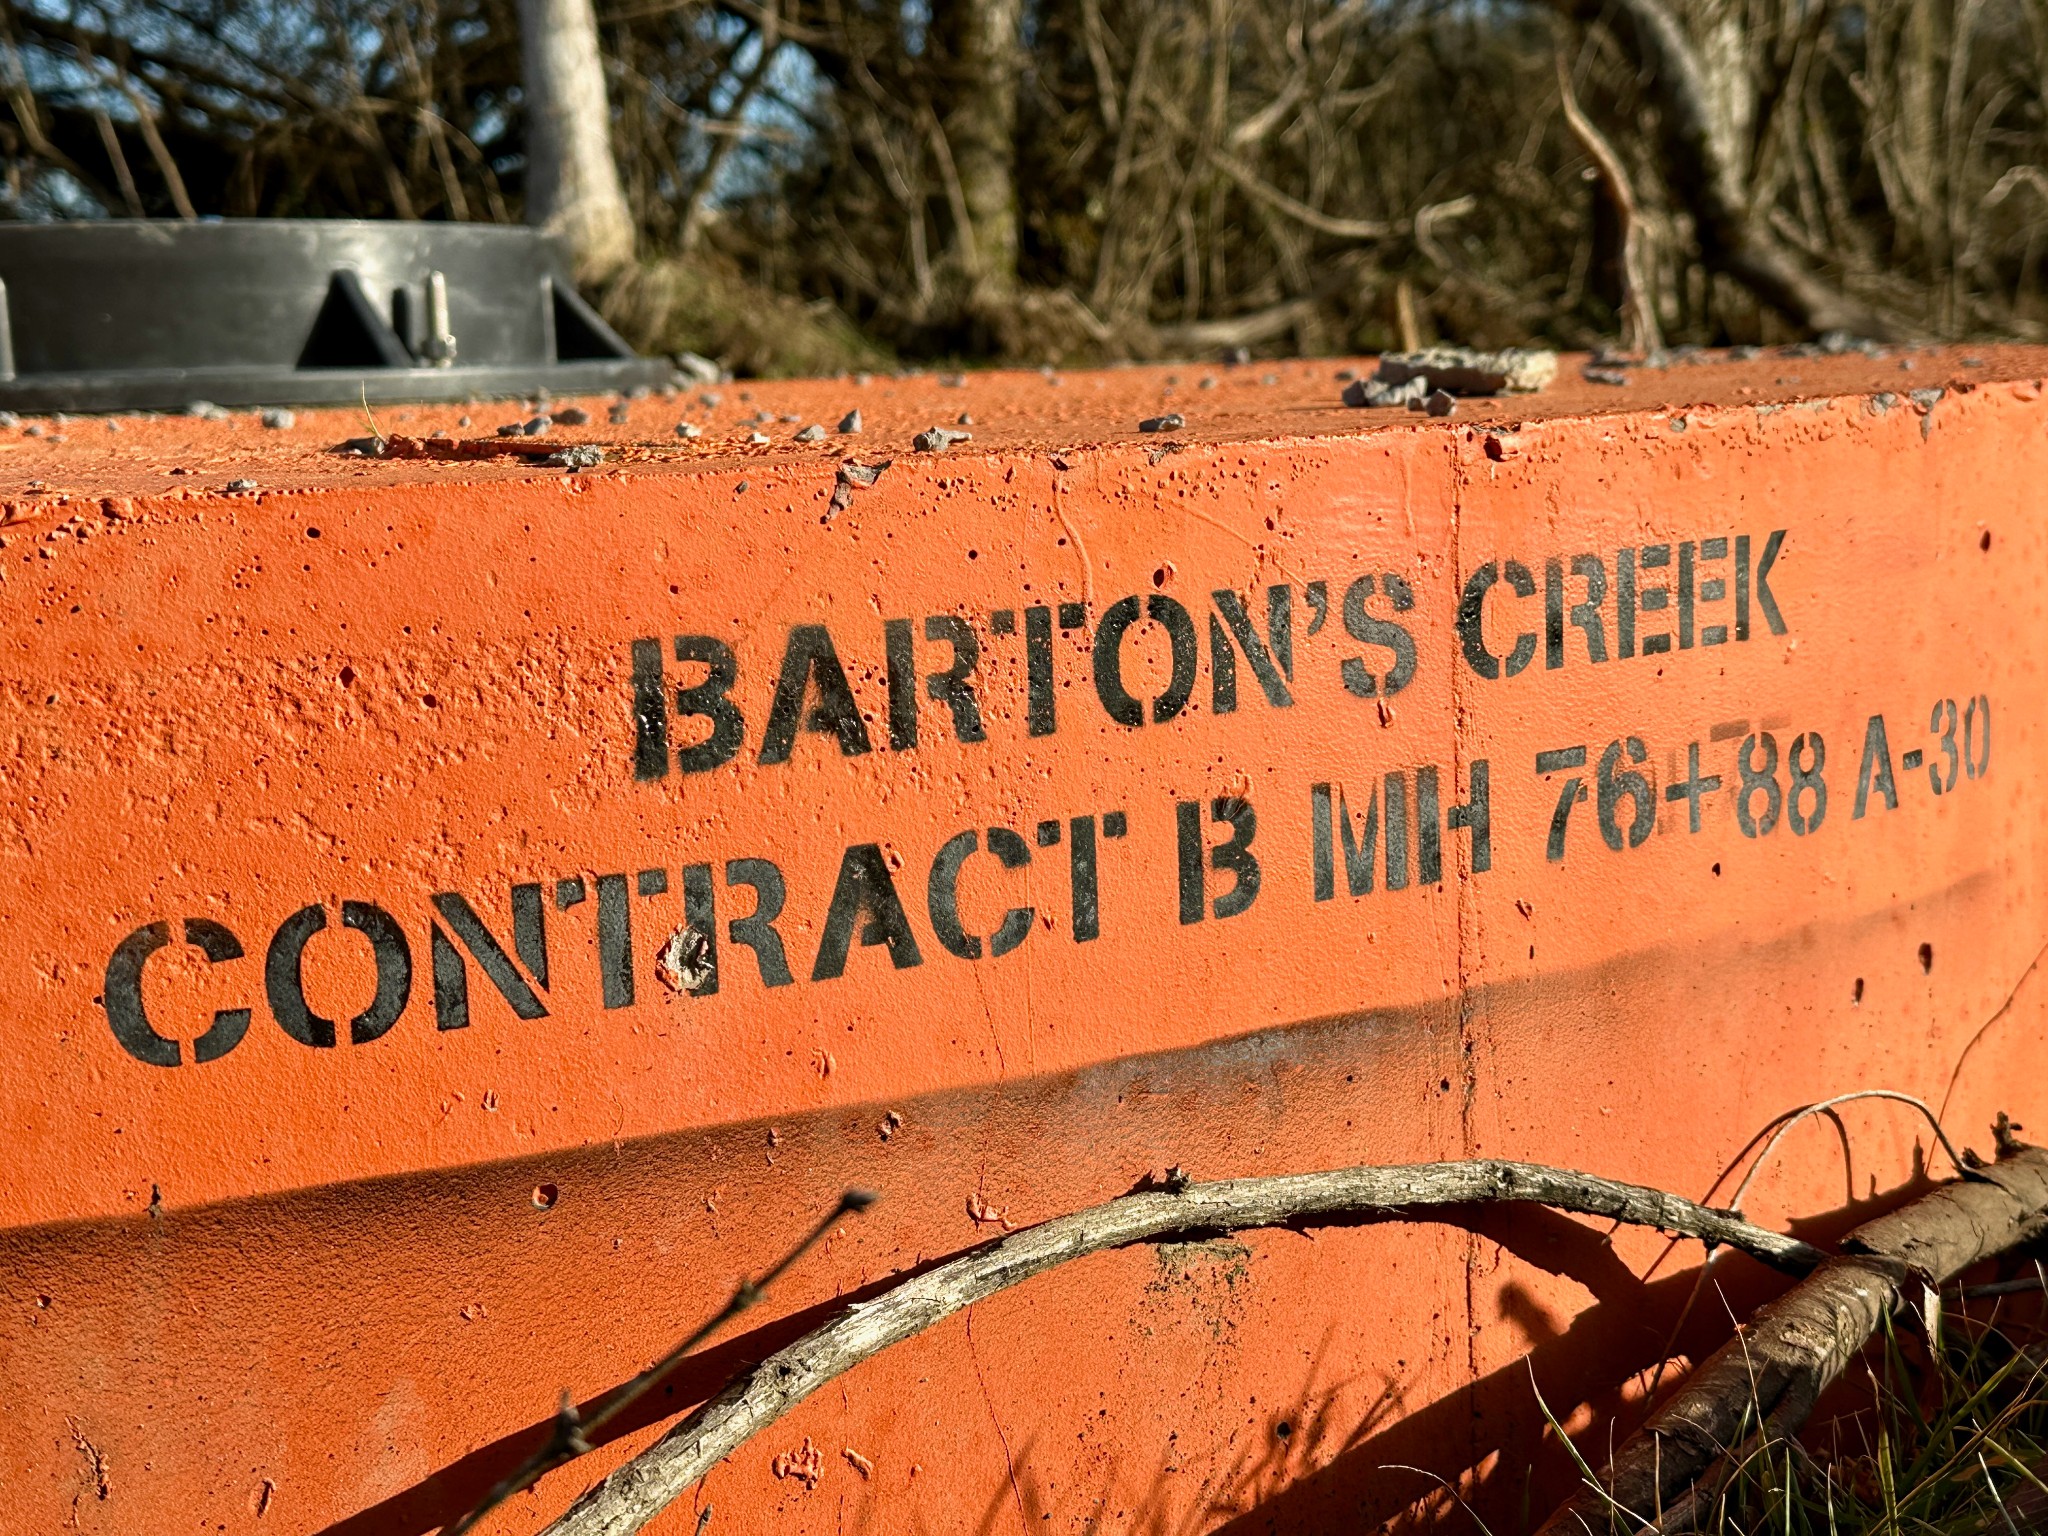 BARTON'S CREEK
CONTRACT B MH 76+88 A-30